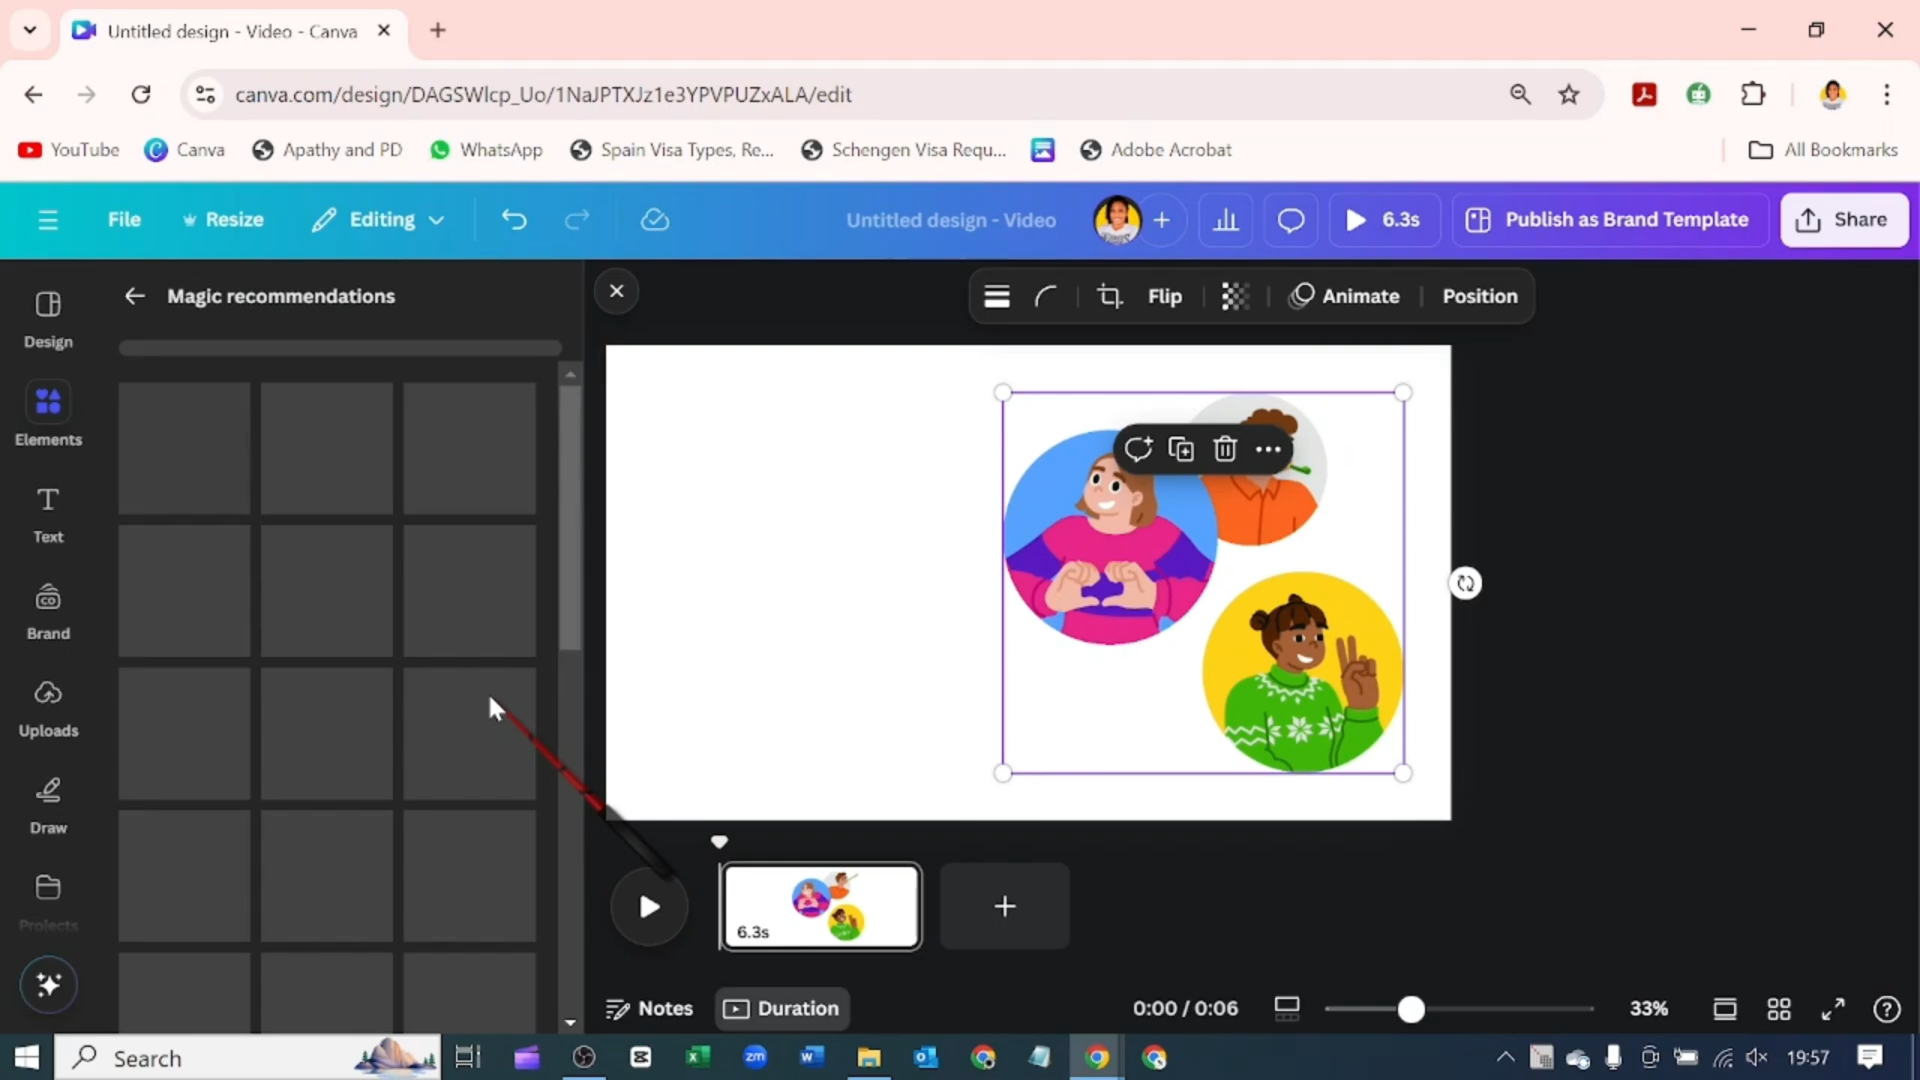 Untitled design - Video - Canva
canva.com/design/DAGSWlcp_Uo/1NaJPTXJz1e3YPVPUZxALA/edit
YouTube Canva Apathy and PD WhatsApp Spain Visa Types, Re... Schengen Visa Requ... Adobe Acrobat All Bookmarks
File Resize Editing Untitled design - Video 6.3s Publish as Brand Template Share
Magic recommendations
Flip Animate Position
Design
Elements
Text
Brand
Uploads
Draw
Projects
6.3s
Notes Duration 0:00 / 0:06 33%
Search 19:57